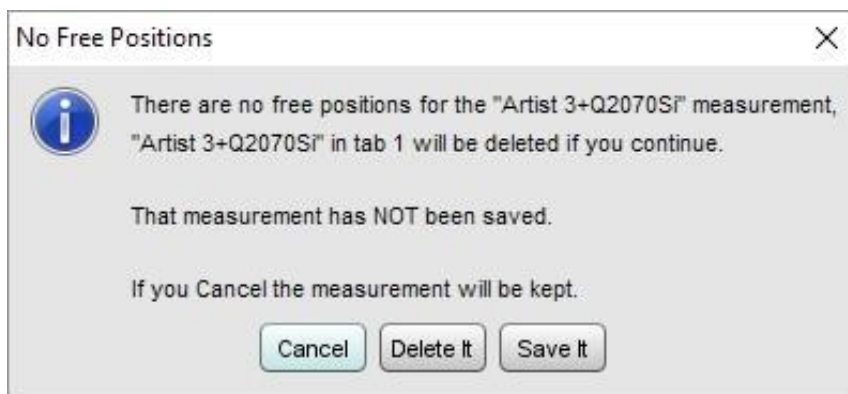 No Free Positions
There are no free positions for the "Artist 3+Q2070Si" measurement,
"Artist 3+Q2070Si" in tab 1 will be deleted if you continue.
That measurement has NOT been saved.
If you Cancel the measurement will be kept.
Cancel Delete It Save It